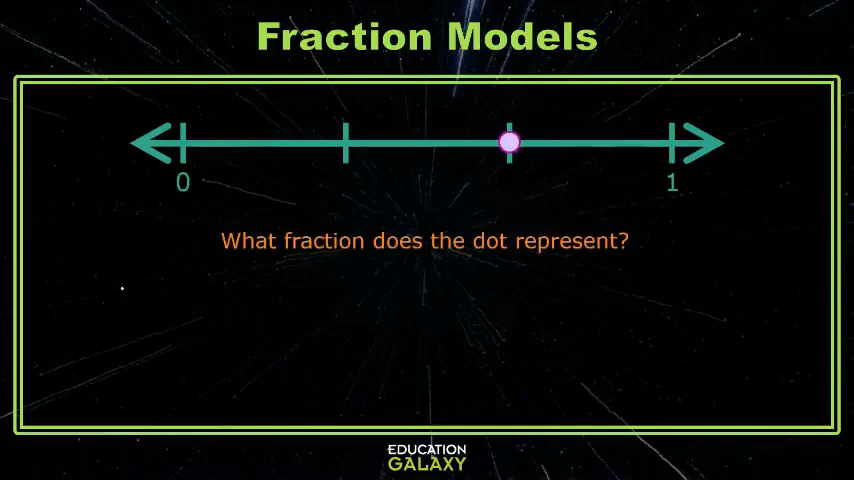 Fraction Models
0 1
What fraction does the dot represent?
EDUCATION
GALAXY